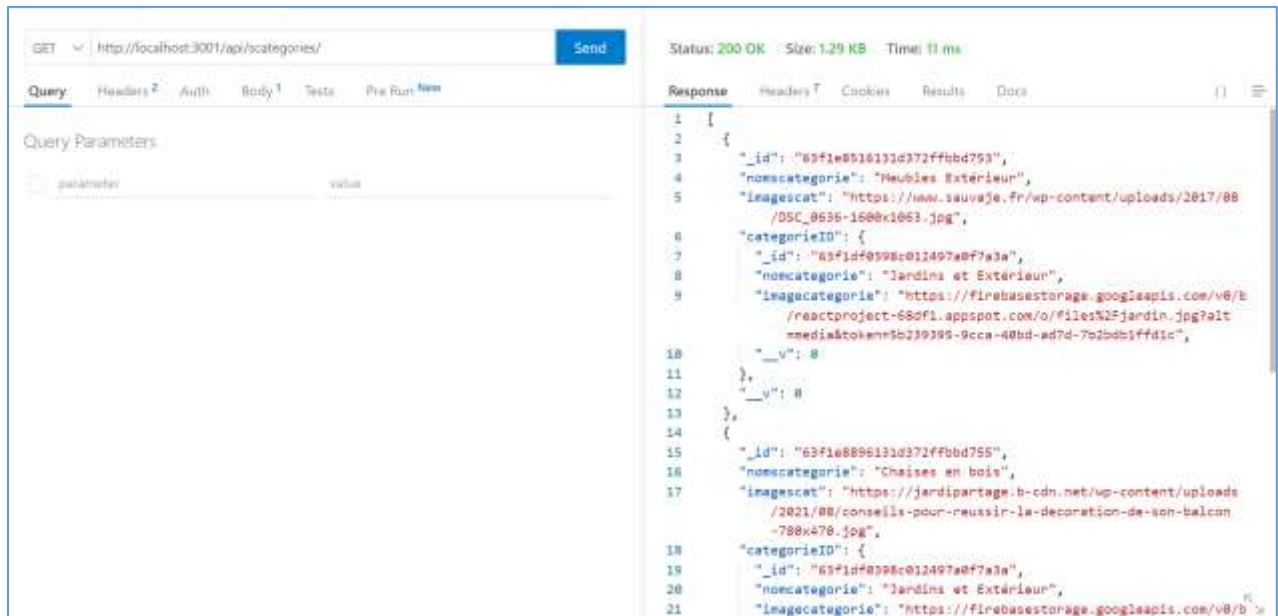 GET http://localhost:3001/api/scategories/ Send
Query Headers 2 Auth Body 1 Tests Pre Run New
Query Parameters
parameter value
Status: 200 OK Size: 1.29 KB Time: 11 ms
Response Headers 7 Cookies Results Docs {}
1 [
2 {
3 "_id": "63f1e8516131d372ffbbd753",
4 "nomscategorie": "Meubles Extérieur",
5 "imagescat": "https://www.sauvaje.fr/wp-content/uploads/2017/08
/DSC_0636-1600x1063.jpg",
6 "categorieID": {
7 "_id": "63f1df0398c012497a0f7a3a",
8 "nomcategorie": "Jardins et Extérieur",
9 "imagecategorie": "https://firebasestorage.googleapis.com/v0/b
/reactproject-68df1.appspot.com/o/files%2Fjardin.jpg?alt
=media&token=5b239395-9cca-40bd-ad7d-7b2bdb1ffd1c",
10 "__v": 0
11 },
12 "__v": 0
13 },
14 {
15 "_id": "63f1e8896131d372ffbbd755",
16 "nomscategorie": "Chaises en bois",
17 "imagescat": "https://jardipartage.b-cdn.net/wp-content/uploads
/2021/08/conseils-pour-reussir-la-decoration-de-son-balcon
-780x470.jpg",
18 "categorieID": {
19 "_id": "63f1df0398c012497a0f7a3a",
20 "nomcategorie": "Jardins et Extérieur",
21 "imagecategorie": "https://firebasestorage.googleapis.com/v0/b